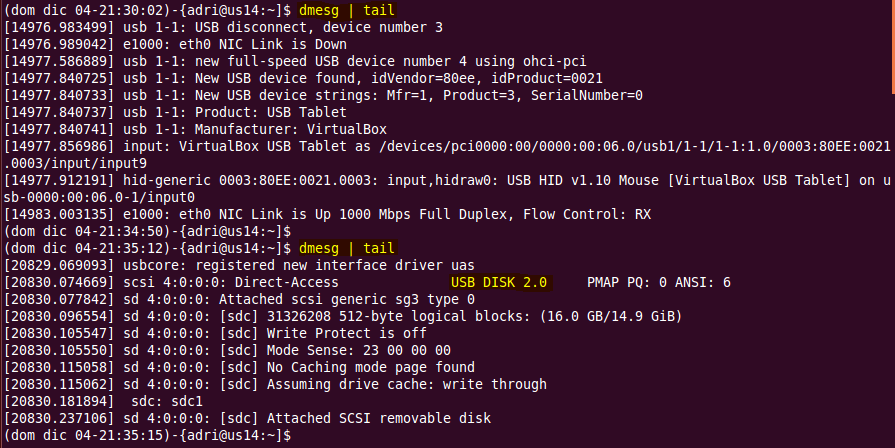 (dom dic 04-21:30:02)-{adri@us14:~]$ dmesg | tail
[14976.983499] usb 1-1: USB disconnect, device number 3
[14976.989042] e1000: eth0 NIC Link is Down
[14977.586889] usb 1-1: new full-speed USB device number 4 using ohci-pci
[14977.840725] usb 1-1: New USB device found, idVendor=80ee, idProduct=0021
[14977.840733] usb 1-1: New USB device strings: Mfr=1, Product=3, SerialNumber=0
[14977.840737] usb 1-1: Product: USB Tablet
[14977.840741] usb 1-1: Manufacturer: VirtualBox
[14977.856986] input: VirtualBox USB Tablet as /devices/pci0000:00/0000:00:06.0/usb1/1-1/1-1:1.0/0003:80EE:0021
.0003/input/input9
[14977.912191] hid-generic 0003:80EE:0021.0003: input,hidraw0: USB HID v1.10 Mouse [VirtualBox USB Tablet] on u
sb-0000:00:06.0-1/input0
[14983.003135] e1000: eth0 NIC Link is Up 1000 Mbps Full Duplex, Flow Control: RX
(dom dic 04-21:34:50)-{adri@us14:~]$
(dom dic 04-21:35:12)-{adri@us14:~]$ dmesg | tail
[20829.069093] usbcore: registered new interface driver uas
[20830.074669] scsi 4:0:0:0: Direct-Access              USB DISK 2.0     PMAP PQ: 0 ANSI: 6
[20830.077842] sd 4:0:0:0: Attached scsi generic sg3 type 0
[20830.096554] sd 4:0:0:0: [sdc] 31326208 512-byte logical blocks: (16.0 GB/14.9 GiB)
[20830.105547] sd 4:0:0:0: [sdc] Write Protect is off
[20830.105550] sd 4:0:0:0: [sdc] Mode Sense: 23 00 00 00
[20830.115058] sd 4:0:0:0: [sdc] No Caching mode page found
[20830.115062] sd 4:0:0:0: [sdc] Assuming drive cache: write through
[20830.181894]  sdc: sdc1
[20830.237106] sd 4:0:0:0: [sdc] Attached SCSI removable disk
(dom dic 04-21:35:15)-{adri@us14:~]$